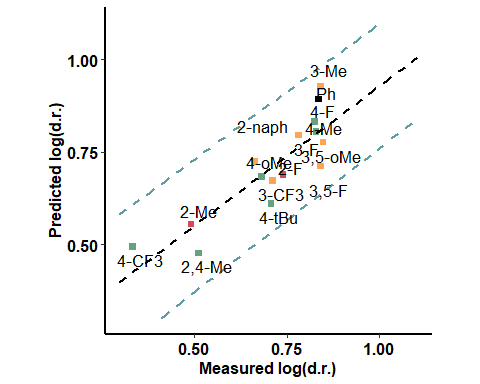 1.00
0.75
0.50
Predicted log(d.r.)
3-Me
Ph
4-F
2-naph
4-Me
3-F
3,5-oMe
4-oMe
2-F
3-CF3
3,5-F
2-Me
4-tBu
4-CF3
2,4-Me
0.50
0.75
1.00
Measured log(d.r.)